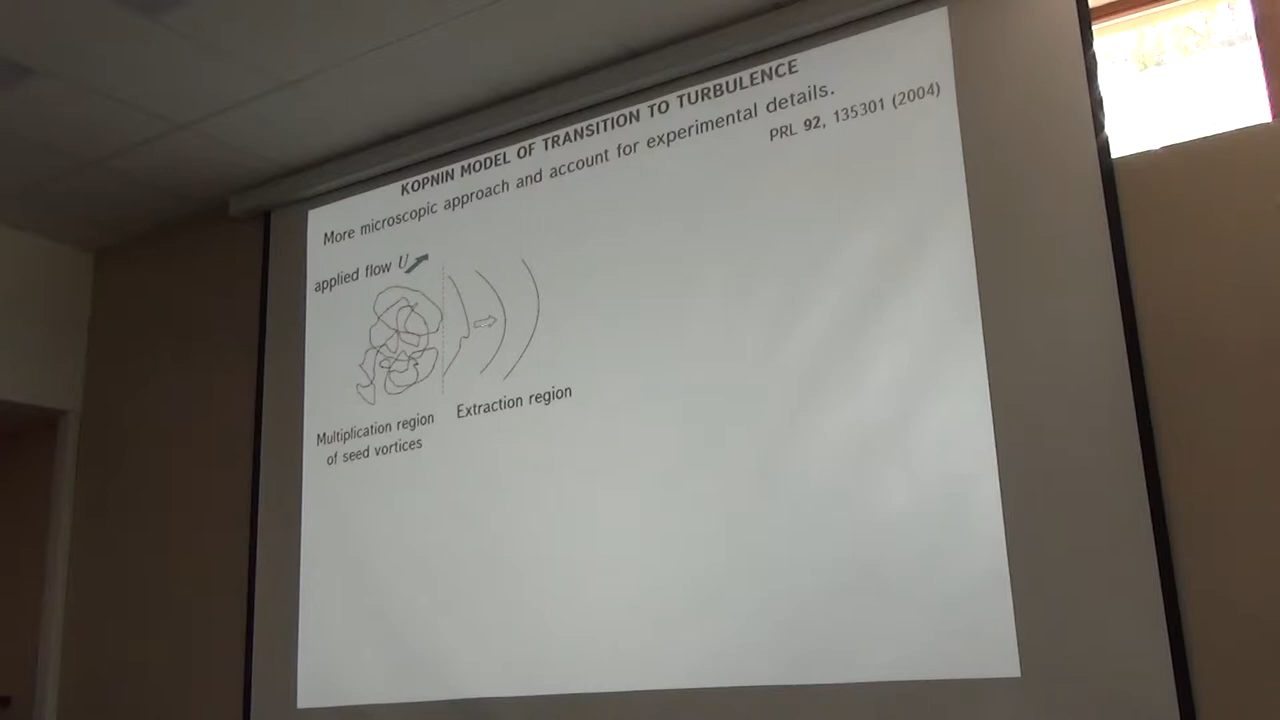 KOPNIN MODEL OF TRANSITION TO TURBULENCE
More microscopic approach and account for experimental details.
PRL 92, 135301 (2004)
applied flow U
Multiplication region
of seed vortices
Extraction region